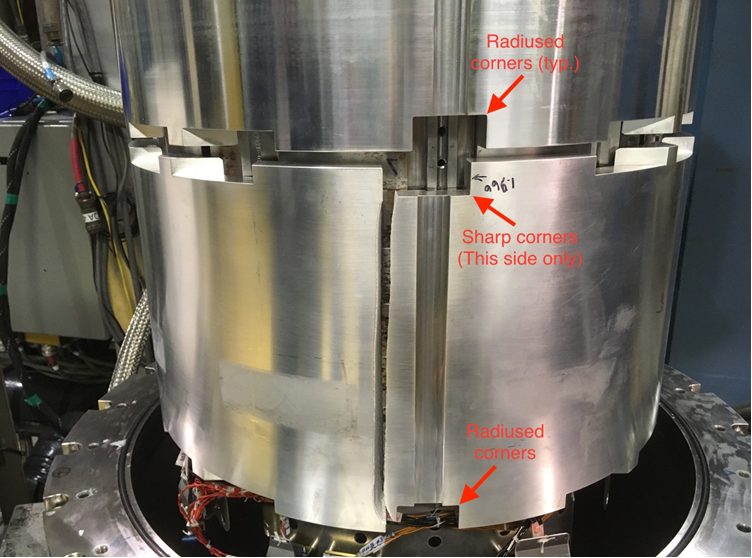 Radiused
corners (typ.)
Sharp corners
(This side only)
Radiused
corners